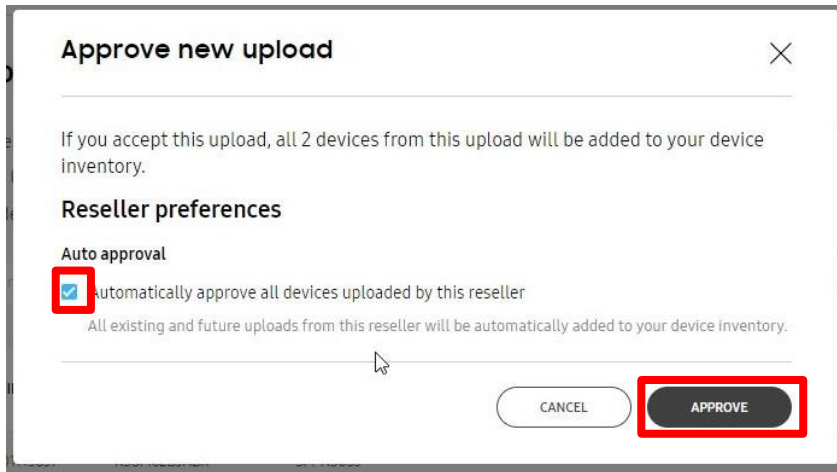 Approve new upload
If you accept this upload, all 2 devices from this upload will be added to your device
inventory.
Reseller preferences
Auto approval
Automatically approve all devices uploaded by this reseller
All existing and future uploads from this reseller will be automatically added to your device inventory.
CANCEL
APPROVE